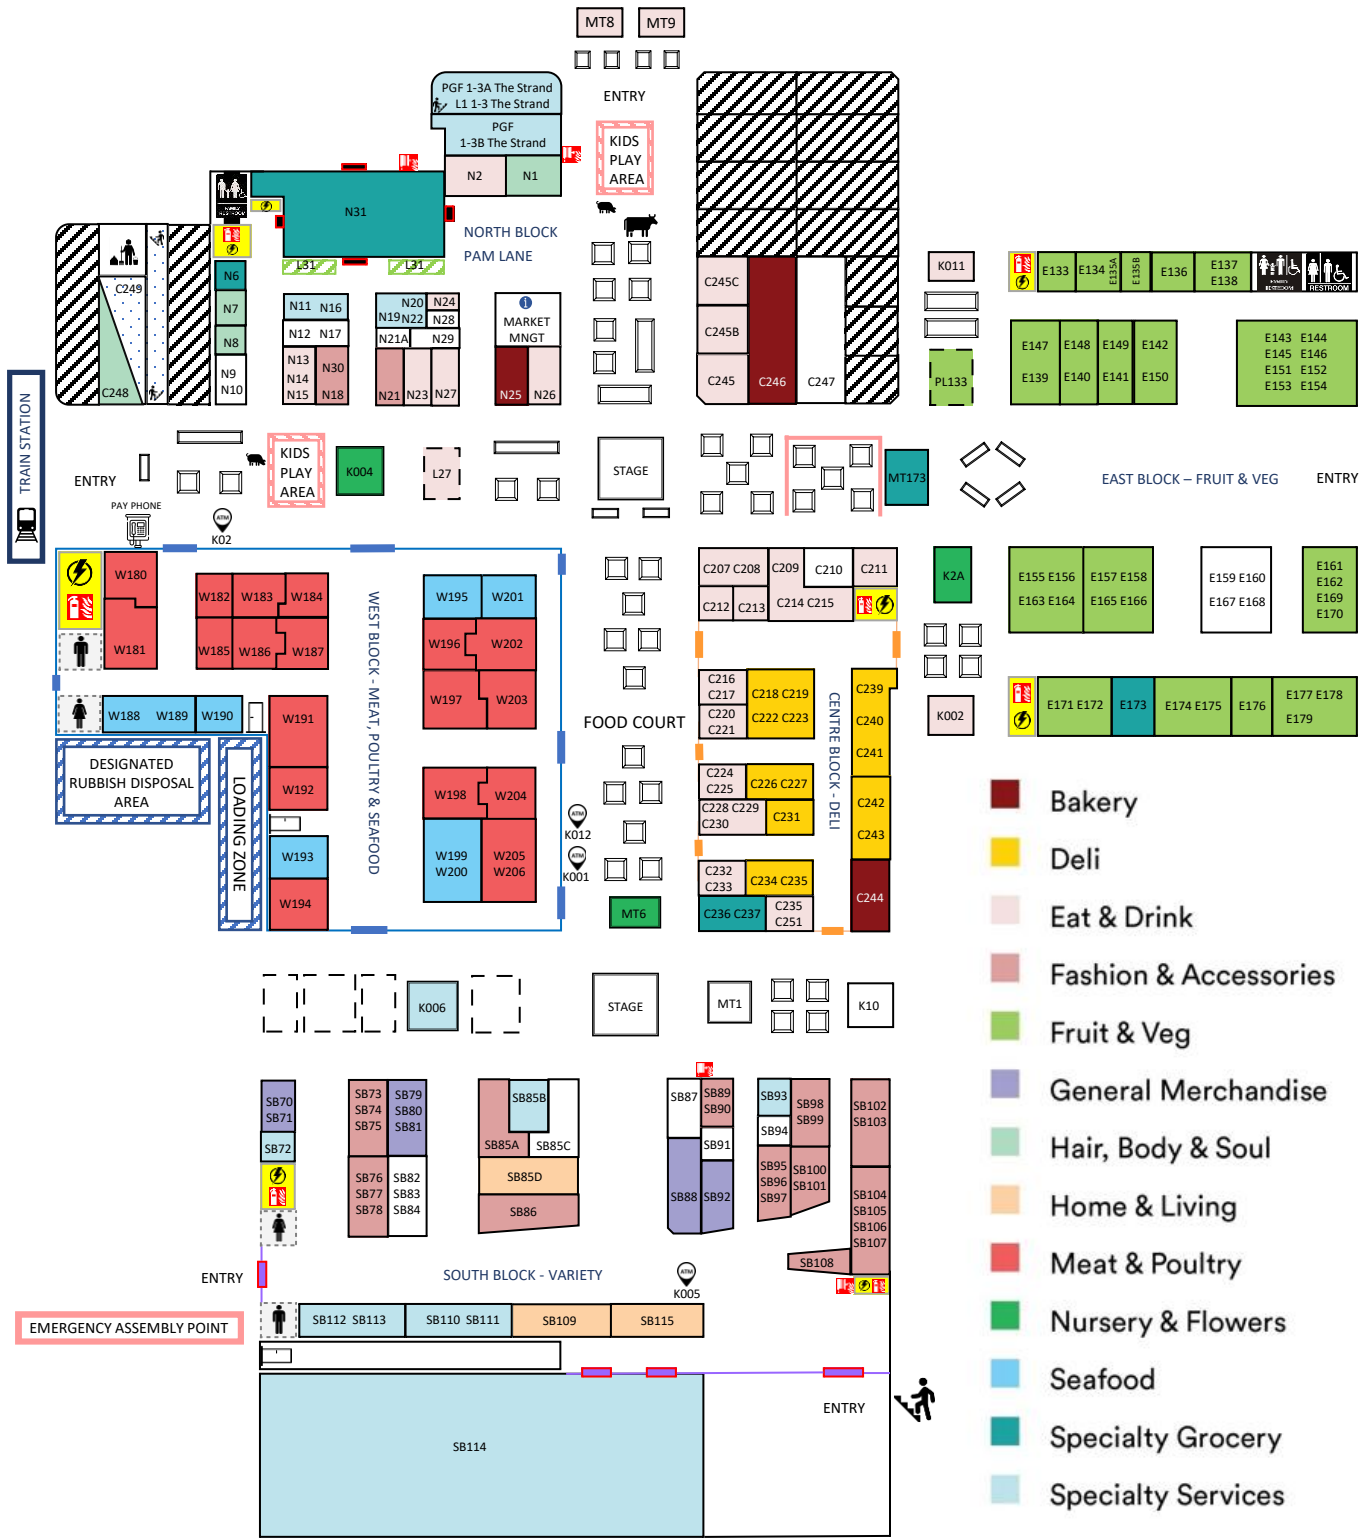 MT8
MT9
PGF 1-3A The Strand
L1 1-3 The Strand
ENTRY
PGF
1-3B The Strand
KIDS
PLAY
AREA
N2
N1
FAMILY
RESTROOM
N31
NORTH BLOCK
PAM LANE
L31
L31
C249
C248
N6
N7
N8
N9
N10
N11 N16
N12 N17
N13
N14
N15
N30
N18
N20
N19 N22
N24
N28
N21A
N29
N21
N23
N27
i
MARKET
MNGT
N25
N26
C245C
C245B
C245
C246
C247
K011
PL133
E133
E134
E135A
E135B
E136
E137
E138
FAMILY
RESTROOM
RESTROOM
E147
E139
E148
E140
E149
E141
E142
E150
E143 E144
E145 E146
E151 E152
E153 E154
TRAIN STATION
ENTRY
PAY PHONE
ATM
K02
KIDS
PLAY
AREA
K004
L27
STAGE
MT173
EAST BLOCK – FRUIT & VEG
ENTRY
W180
W181
W182
W183
W184
W185
W186
W187
W188 W189
W190
W191
W192
W193
W194
WEST BLOCK - MEAT, POULTRY & SEAFOOD
W195
W201
W196
W202
W197
W203
W198
W204
W199
W200
W205
W206
DESIGNATED
RUBBISH DISPOSAL
AREA
LOADING ZONE
FOOD COURT
ATM
K012
ATM
K001
MT6
C207 C208
C209
C210
C211
C212
C213
C214 C215
C216
C217
C218 C219
C220
C221
C222 C223
C224
C225
C226 C227
C228 C229
C230
C231
C232
C233
C234 C235
C236 C237
C235
C251
CENTRE BLOCK - DELI
C239
C240
C241
C242
C243
C244
K2A
K002
E155 E156
E163 E164
E157 E158
E165 E166
E159 E160
E167 E168
E161
E162
E169
E170
E171 E172
E173
E174 E175
E176
E177 E178
E179
K006
STAGE
MT1
K10
SB70
SB71
SB72
SB73
SB74
SB75
SB79
SB80
SB81
SB76
SB77
SB78
SB82
SB83
SB84
SB85B
SB85A
SB85C
SB85D
SB86
SB87
SB88
SB89
SB90
SB91
SB92
SB93
SB94
SB95
SB96
SB97
SB98
SB99
SB100
SB101
SB102
SB103
SB104
SB105
SB106
SB107
SB108
ENTRY
SOUTH BLOCK - VARIETY
ATM
K005
EMERGENCY ASSEMBLY POINT
SB112 SB113
SB110 SB111
SB109
SB115
SB114
ENTRY
Bakery
Deli
Eat & Drink
Fashion & Accessories
Fruit & Veg
General Merchandise
Hair, Body & Soul
Home & Living
Meat & Poultry
Nursery & Flowers
Seafood
Specialty Grocery
Specialty Services